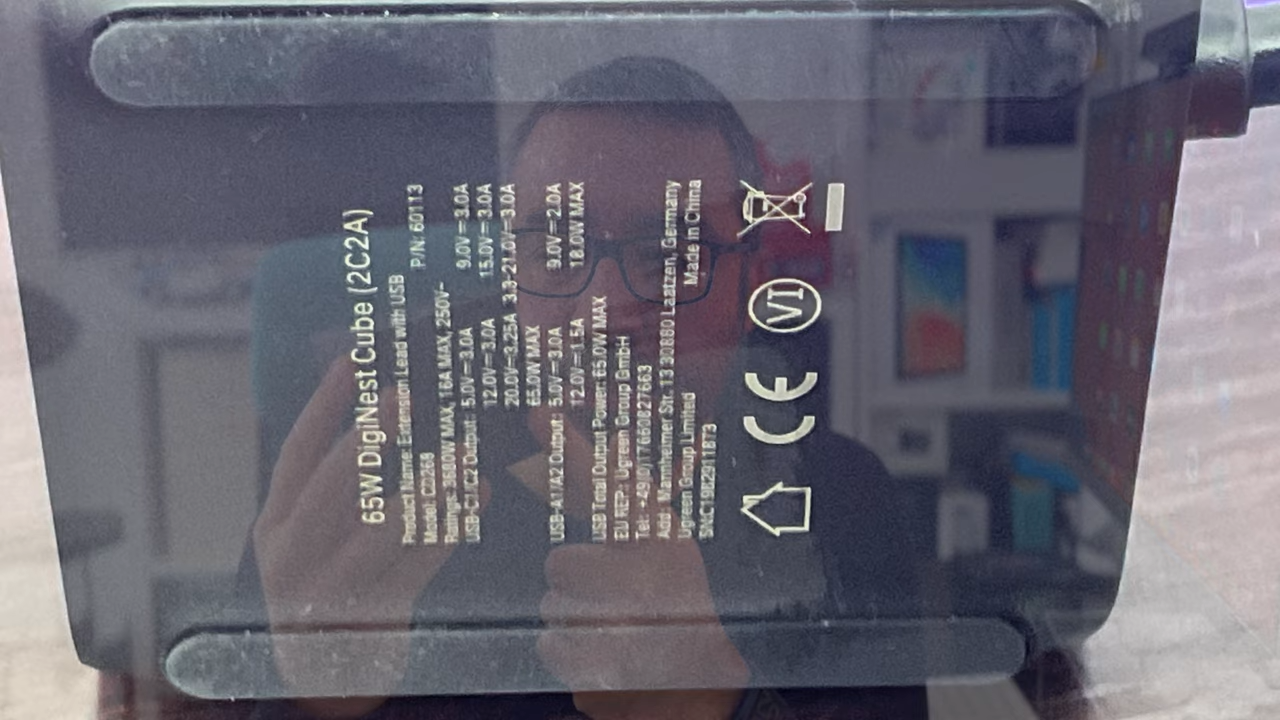 65W DigiNest Cube (2C2A)
Product Name: Extension Lead with USB
Model: CD268 P/N: 60113
Ratings: MAX, 16A MAX, 250V~
USB-C1/C2 Output: 5.0V⎓3.0A 9.0V⎓3.0A
12.0V⎓3.0A 15.0V⎓3.0A
20.0V⎓3.25A 3.3-21.0V⎓3.0A
65.0W MAX
USB-A1/A2 Output: 5.0V⎓3.0A 9.0V⎓2.0A
12.0V⎓1.5A 18.0W MAX
USB Total Output Power: 65.0W MAX
EU REP.: Ugreen Group GmbH
Tel: +49(0)17660827663
Add.: Mannheimer Str. 13 30880 Laatzen, Germany
Ugreen Group Limited Made in China
CE VI